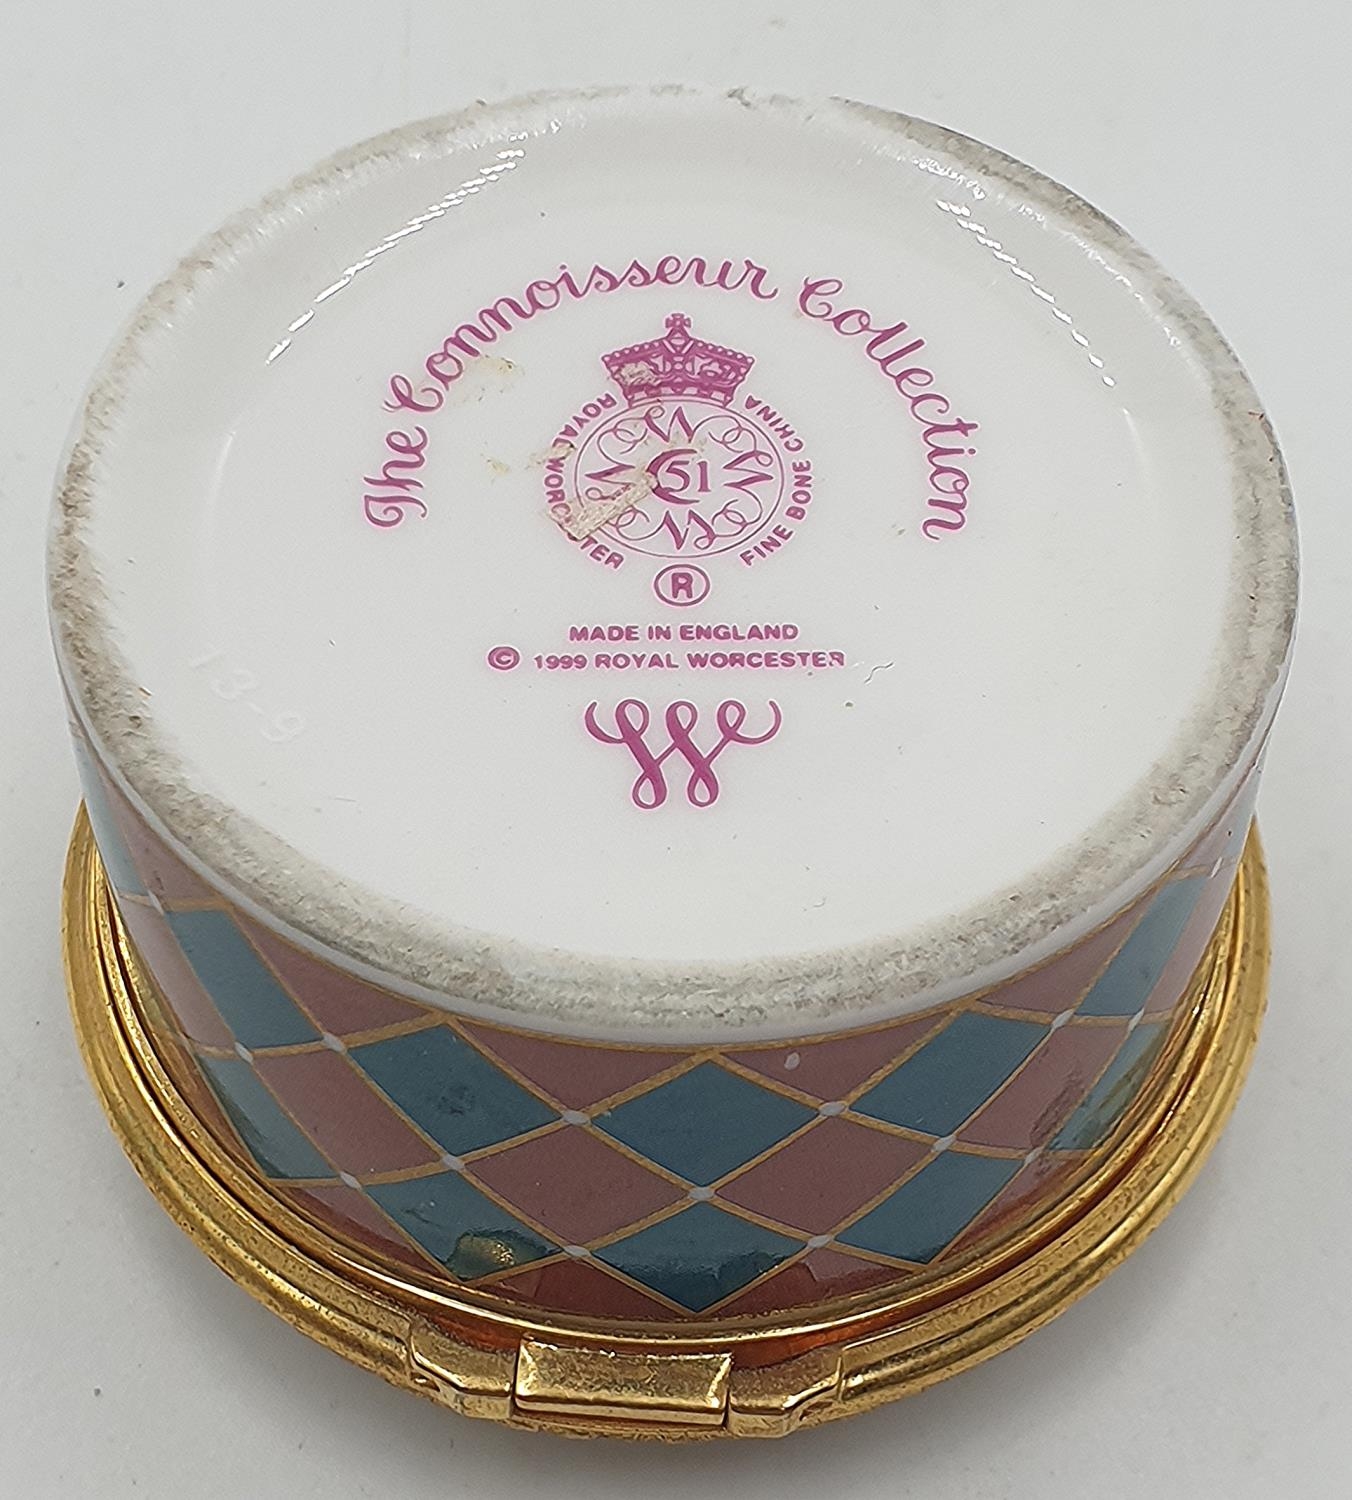 The Connoisseur Collection
ROYAL WORCESTER
FINE BONE CHINA
51
R
MADE IN ENGLAND
© 1999 ROYAL WORCESTER
W
13-9